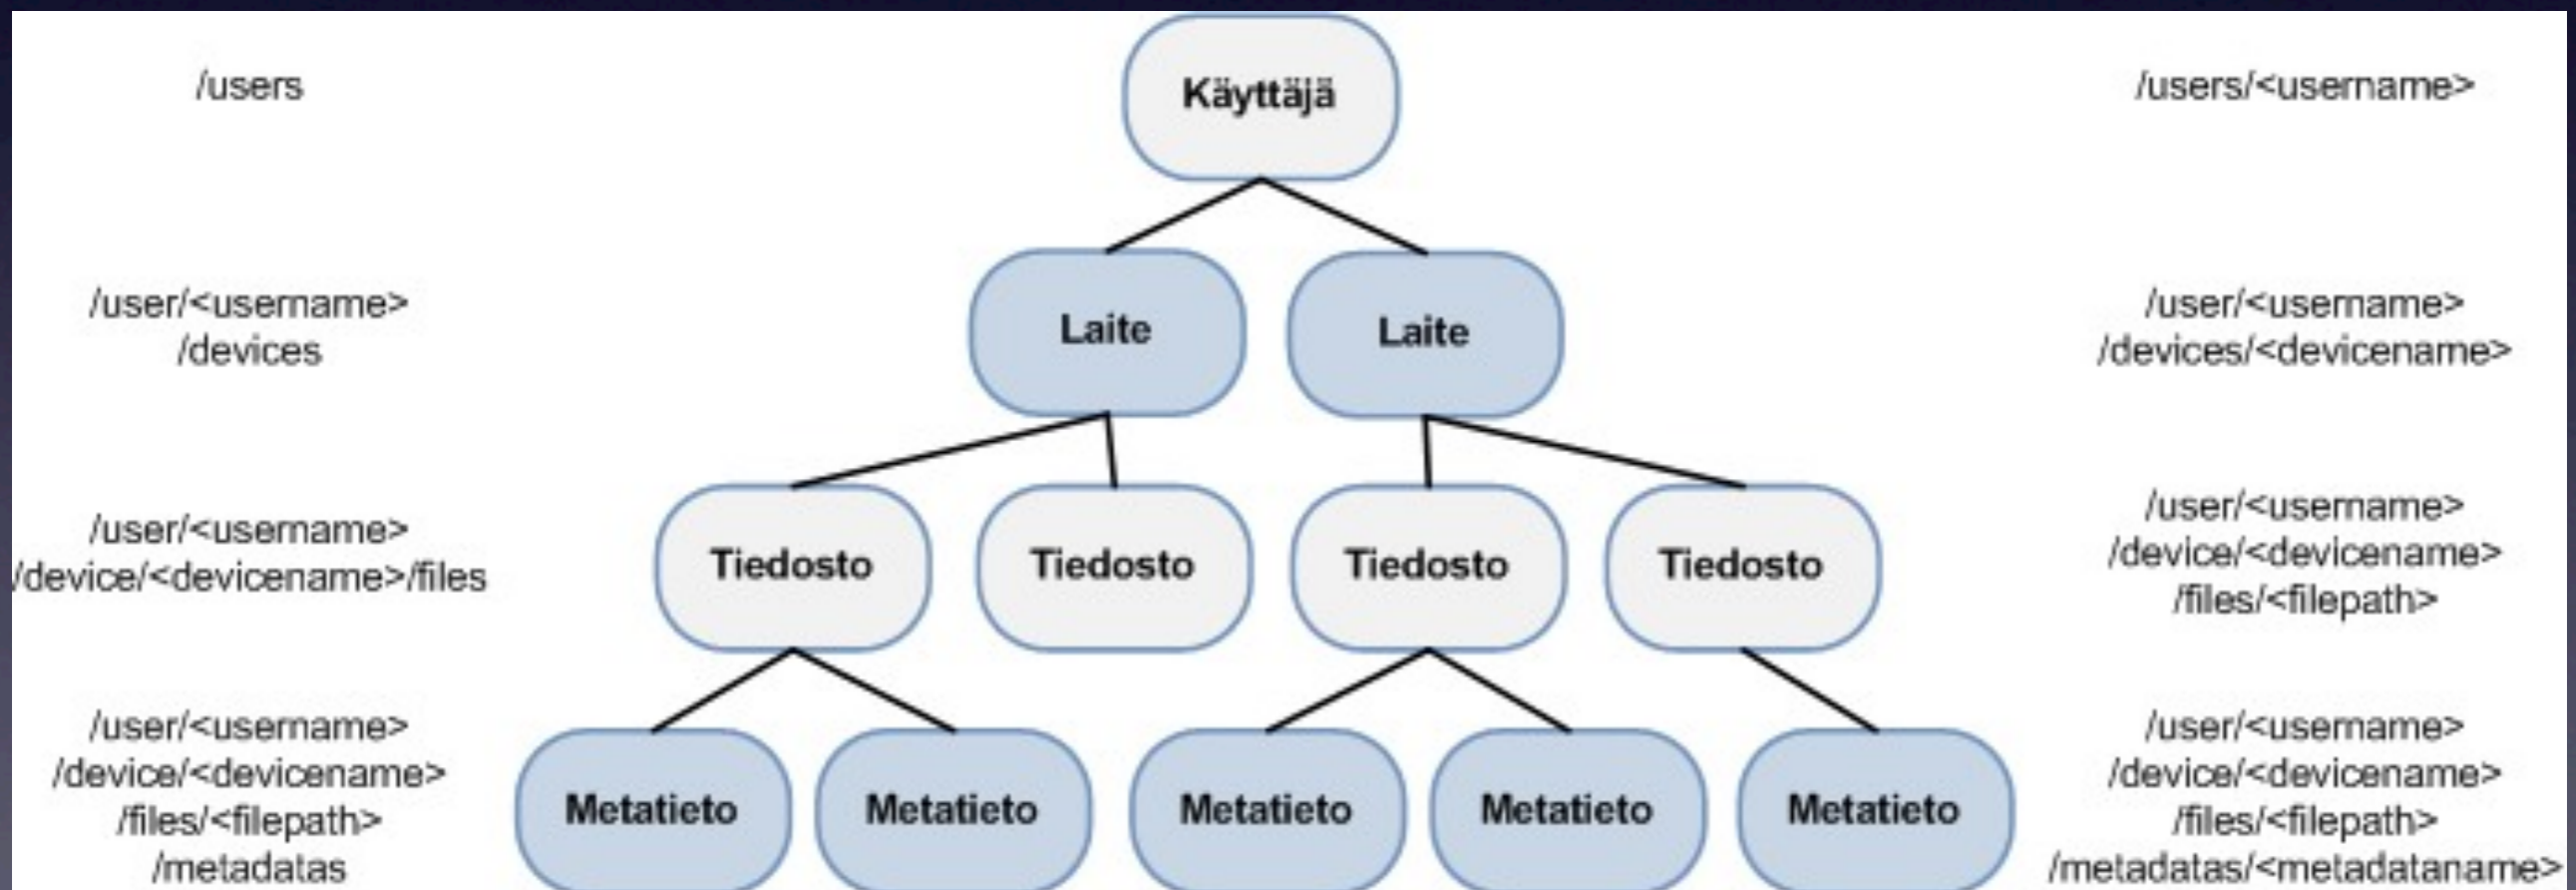 /users
Käyttäjä
/users/<username>
/user/<username>
/devices
Laite
Laite
/user/<username>
/devices/<devicename>
/user/<username>
/device/<devicename>/files
Tiedosto
Tiedosto
Tiedosto
Tiedosto
/user/<username>
/device/<devicename>
/files/<filepath>
/user/<username>
/device/<devicename>
/files/<filepath>
/metadatas
Metatieto
Metatieto
Metatieto
Metatieto
Metatieto
/user/<username>
/device/<devicename>
/files/<filepath>
/metadatas/<metadataname>